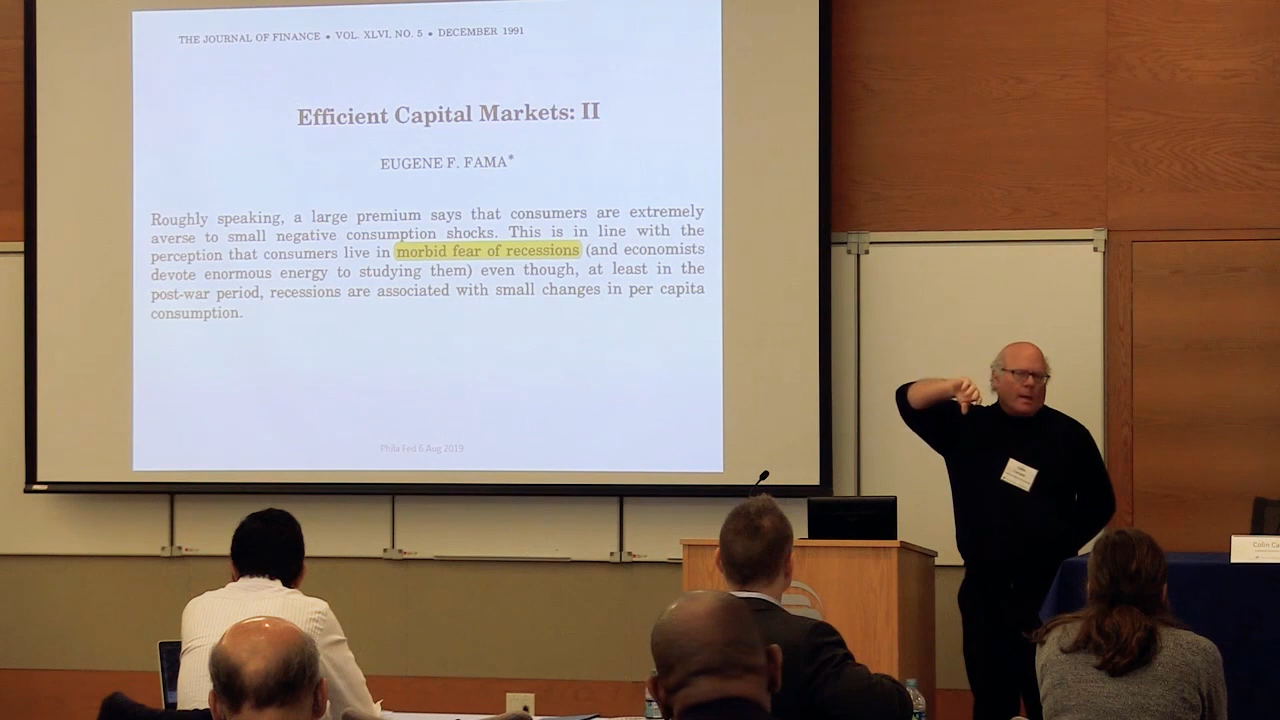 THE JOURNAL OF FINANCE • VOL. XLVI, NO. 5 • DECEMBER 1991
Efficient Capital Markets: II
EUGENE F. FAMA*
Roughly speaking, a large premium says that consumers are extremely
averse to small negative consumption shocks. This is in line with the
perception that consumers live in morbid fear of recessions (and economists
devote enormous energy to studying them) even though, at least in the
post-war period, recessions are associated with small changes in per capita
consumption.
Phila Fed 6 Aug 2019
Colin Ca